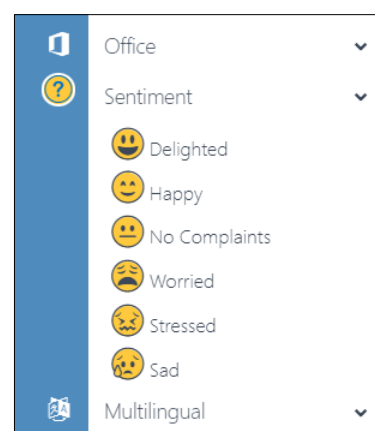 Office
?
Sentiment
Delighted
Happy
No Complaints
Worried
Stressed
Sad
Multilingual